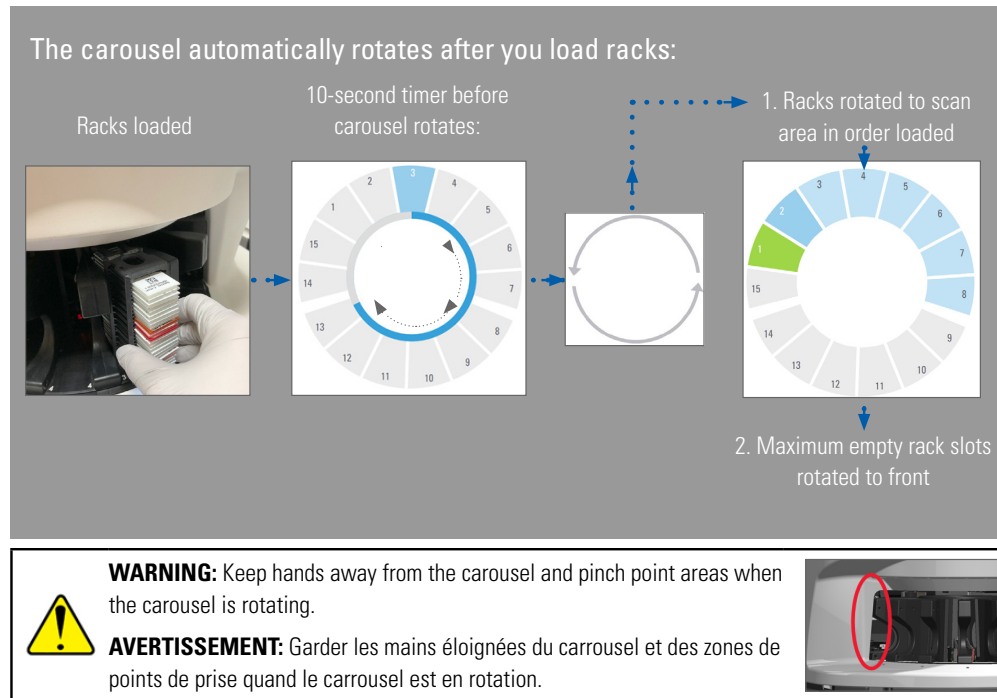 The carousel automatically rotates after you load racks:
Racks loaded
10-second timer before
carousel rotates:
1. Racks rotated to scan
area in order loaded
1
2
3
4
5
6
7
8
9
10
11
12
13
14
15
1
2
3
4
5
6
7
8
9
10
11
12
13
14
15
2. Maximum empty rack slots
rotated to front
WARNING: Keep hands away from the carousel and pinch point areas when
the carousel is rotating.
AVERTISSEMENT: Garder les mains éloignées du carrousel et des zones de
points de prise quand le carrousel est en rotation.